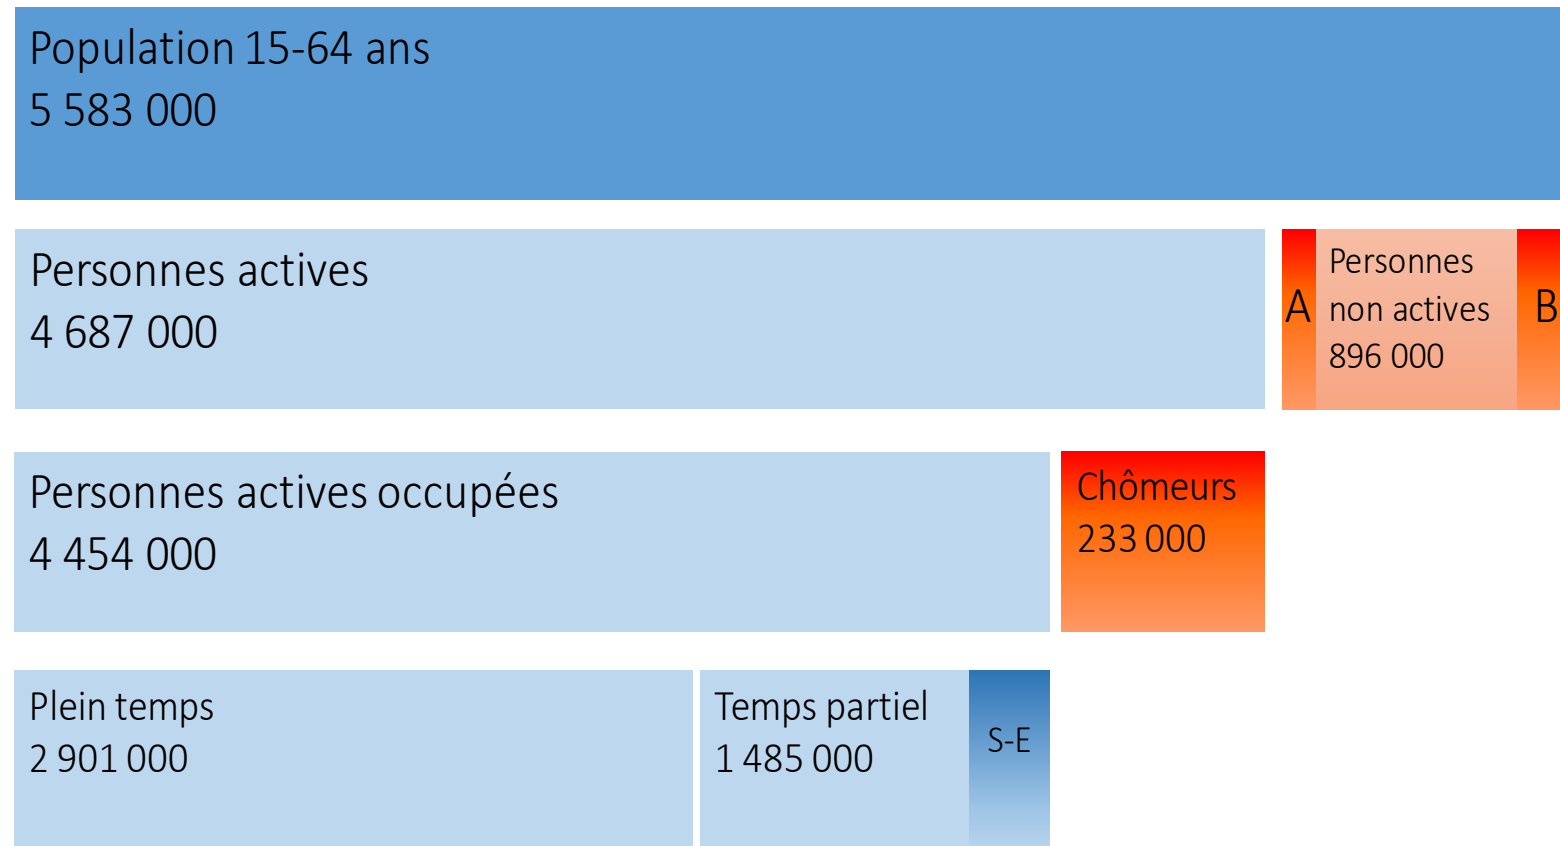 Population 15-64 ans
5 583 000
Personnes actives
4 687 000
A
Personnes
non actives
896 000
B
Personnes actives occupées
4 454 000
Chômeurs
233 000
Plein temps
2 901 000
Temps partiel
1 485 000
S-E